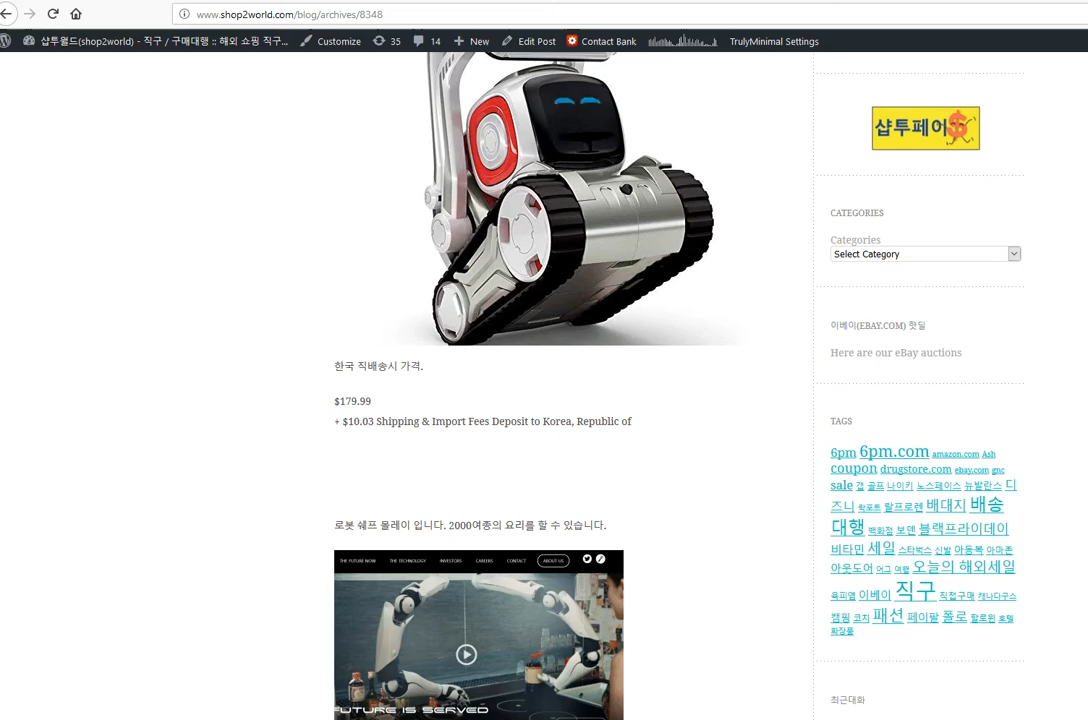 www.shop2world.com/blog/archives/8348
샵투월드(shop2world) - 직구 / 구매대행 :: 해외 쇼핑 직구...
Customize
35
14
New
Edit Post
Contact Bank
TrulyMinimal Settings
한국 직배송시 가격.
$179.99
+ $10.03 Shipping & Import Fees Deposit to Korea, Republic of
로봇 쉐프 몰레이 입니다. 2000여종의 요리를 할 수 있습니다.
THE FUTURE NOW
THE TECHNOLOGY
INVESTORS
CAREERS
CONTACT
ABOUT US
FUTURE IS SERVED
샵투페어
CATEGORIES
Categories
Select Category
이베이(EBAY.COM) 핫딜
Here are our eBay auctions
TAGS
6pm 6pm.com amazon.com Ash
coupon drugstore.com ebay.com gnc
sale 갭 골프 나이키 노스페이스 뉴발란스 디
즈니 락포트 랄프로렌 배대지 배송
대행 백화점 보덴 블랙프라이데이
비타민 세일 스타벅스 신발 아동복 아마존
아웃도어 어그 여행 오늘의 해외세일
육피엠 이베이 직구 직접구매 캐나다구스
캠핑 코치 패션 페이팔 폴로 할로윈 호텔
화장품
최근대화